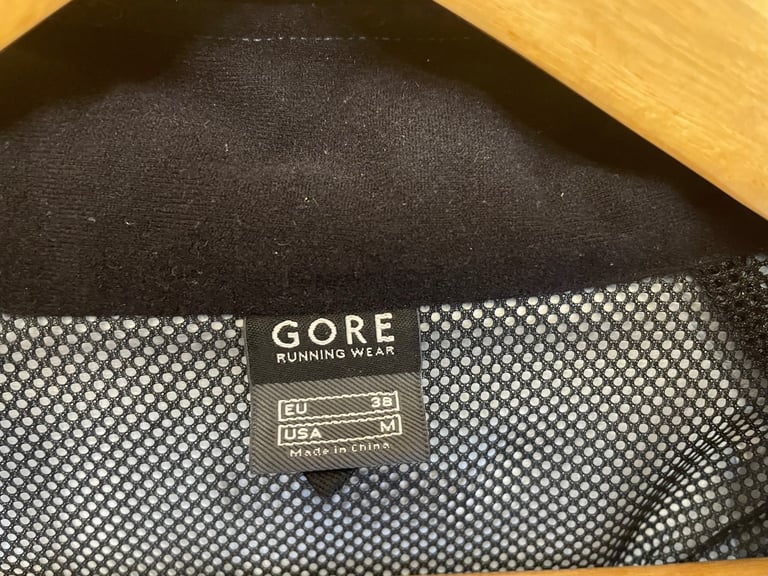 GORE
RUNNING WEAR
EU 38
USA M
Made in China